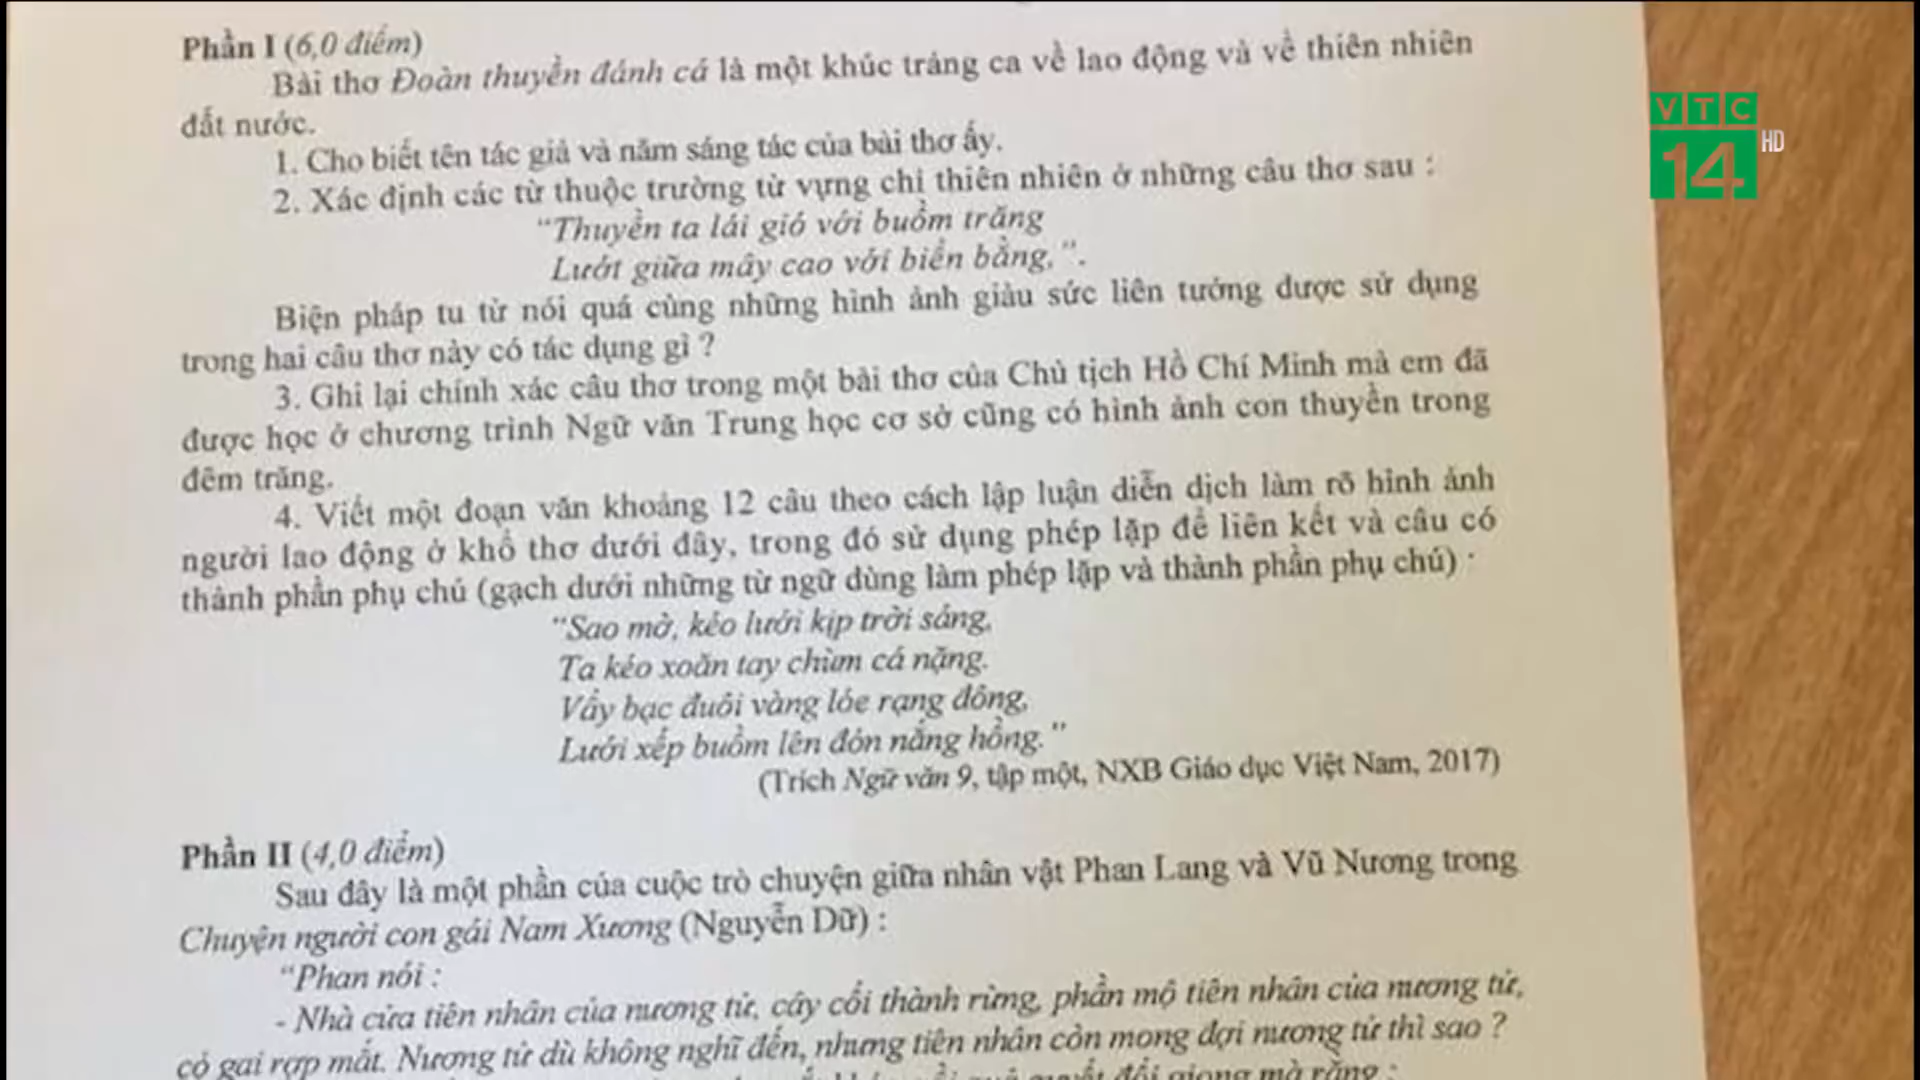 Phần I (6,0 điểm)
Bài thơ Đoàn thuyền đánh cá là một khúc tráng ca về lao động và về thiên nhiên
đất nước.
1. Cho biết tên tác giả và năm sáng tác của bài thơ ấy.
2. Xác định các từ thuộc trường từ vựng chỉ thiên nhiên ở những câu thơ sau :
“Thuyền ta lái gió với buồm trăng
Lướt giữa mây cao với biển bằng,”.
Biện pháp tu từ nói quá cùng những hình ảnh giàu sức liên tưởng được sử dụng
trong hai câu thơ này có tác dụng gì ?
3. Ghi lại chính xác câu thơ trong một bài thơ của Chủ tịch Hồ Chí Minh mà em đã
được học ở chương trình Ngữ văn Trung học cơ sở cũng có hình ảnh con thuyền trong
đêm trăng.
4. Viết một đoạn văn khoảng 12 câu theo cách lập luận diễn dịch làm rõ hình ảnh
người lao động ở khổ thơ dưới đây, trong đó sử dụng phép lặp để liên kết và câu có
thành phần phụ chú (gạch dưới những từ ngữ dùng làm phép lặp và thành phần phụ chú) :
“Sao mờ, kéo lưới kịp trời sáng,
Ta kéo xoăn tay chùm cá nặng.
Vẩy bạc đuôi vàng lóe rạng đông,
Lưới xếp buồm lên đón nắng hồng.”
(Trích Ngữ văn 9, tập một, NXB Giáo dục Việt Nam, 2017)
Phần II (4,0 điểm)
Sau đây là một phần của cuộc trò chuyện giữa nhân vật Phan Lang và Vũ Nương trong
Chuyện người con gái Nam Xương (Nguyễn Dữ) :
“Phan nói :
- Nhà cửa tiên nhân của nương tử, cây cối thành rừng, phần mộ tiên nhân của nương tử,
cỏ gai rợp mắt. Nương tử dù không nghĩ đến, nhưng tiên nhân còn mong đợi nương tử thì sao ?
đổi giọng mà rằng :
VTC
14 HD